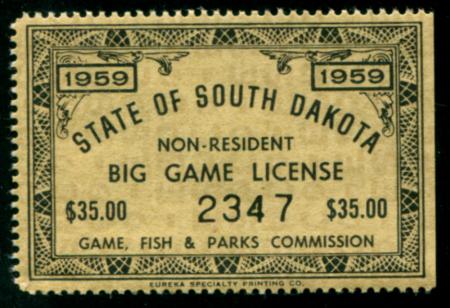 1959 1959
STATE OF SOUTH DAKOTA
NON-RESIDENT
BIG GAME LICENSE
$35.00 2347 $35.00
GAME, FISH & PARKS COMMISSION
EUREKA SPECIALTY PRINTING CO.